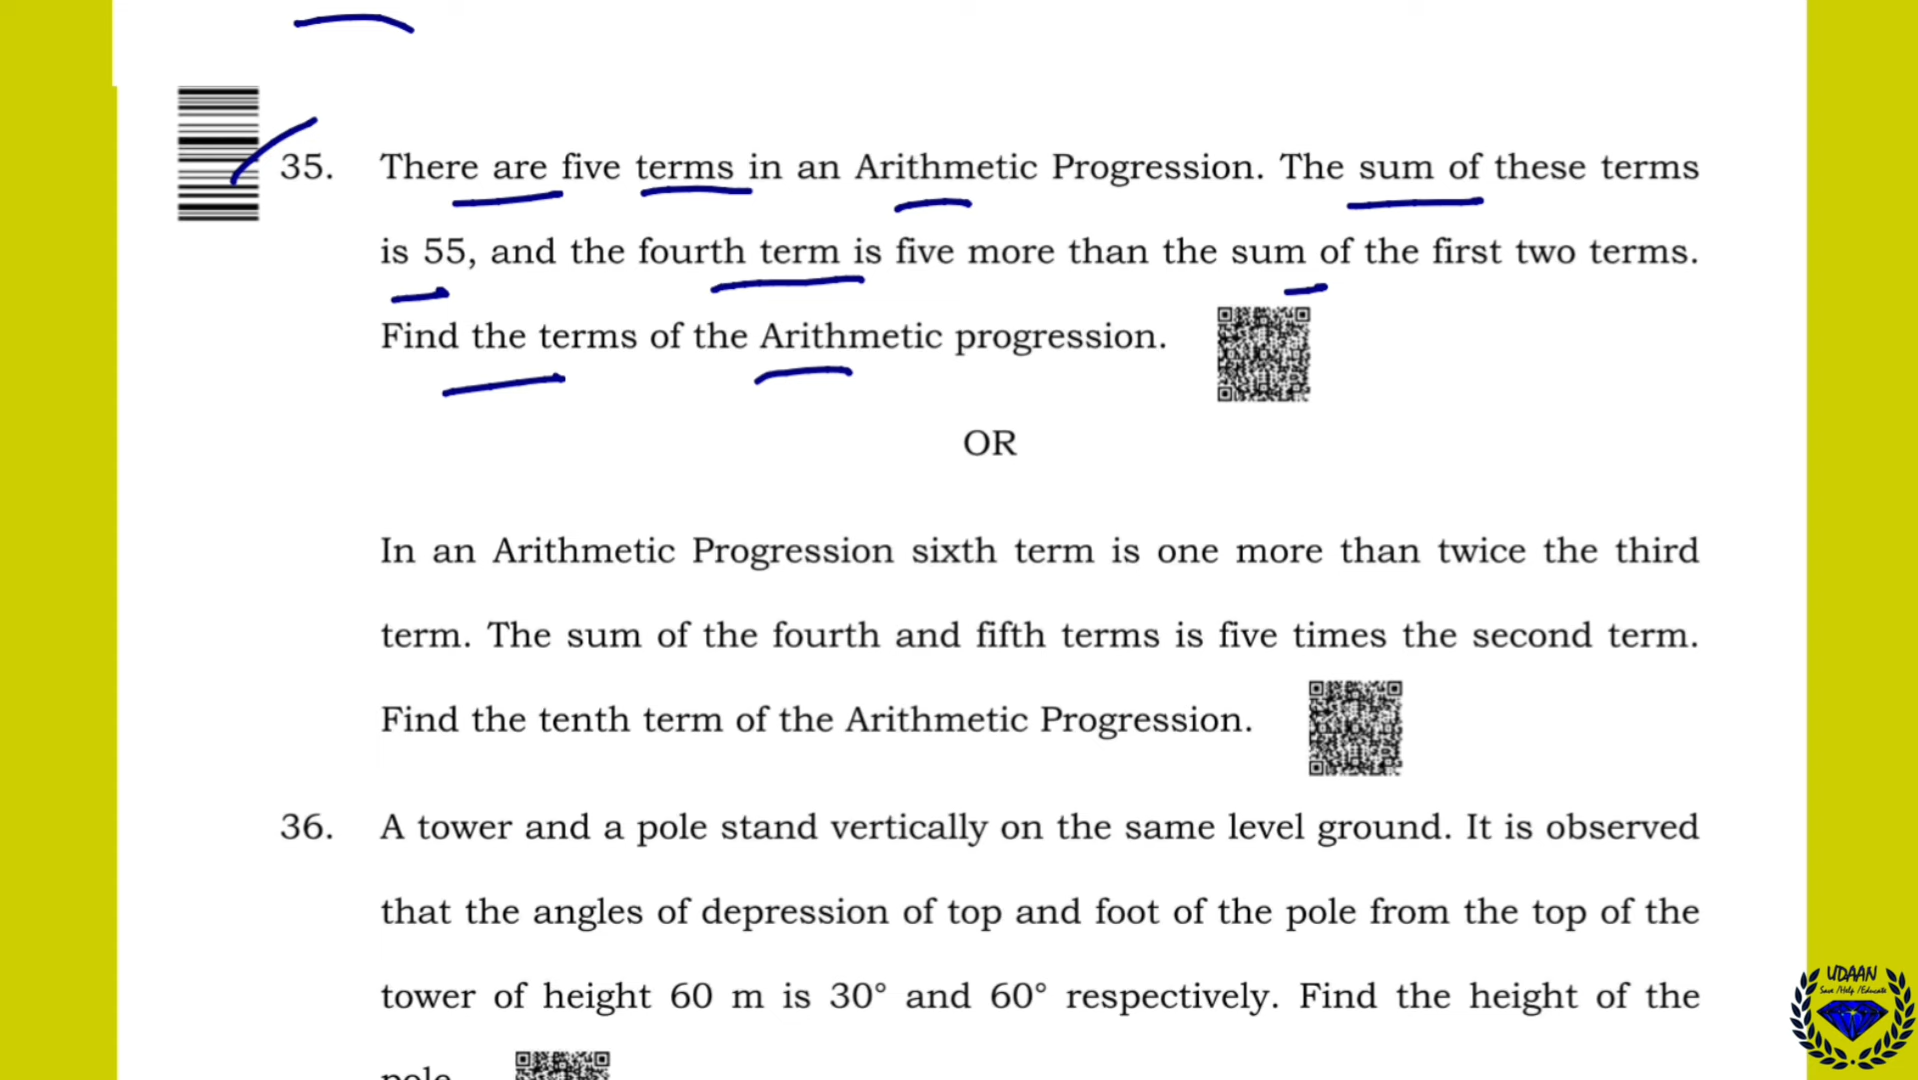 35. There are five terms in an Arithmetic Progression. The sum of these terms
is 55, and the fourth term is five more than the sum of the first two terms.
Find the terms of the Arithmetic progression.
OR
In an Arithmetic Progression sixth term is one more than twice the third
term. The sum of the fourth and fifth terms is five times the second term.
Find the tenth term of the Arithmetic Progression.
36. A tower and a pole stand vertically on the same level ground. It is observed
that the angles of depression of top and foot of the pole from the top of the
tower of height 60 m is 30° and 60° respectively. Find the height of the
pole.
UDAAN
Save /Help /Educate